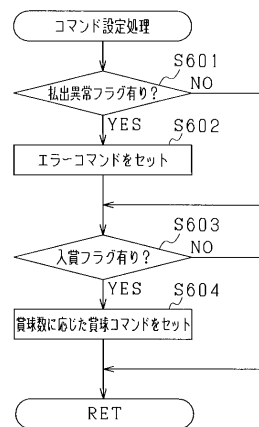 コマンド設定処理
S601
払出異常フラグ有り?
NO
YES
S602
エラーコマンドをセット
S603
入賞フラグ有り?
NO
YES
S604
賞球数に応じた賞球コマンドをセット
RET